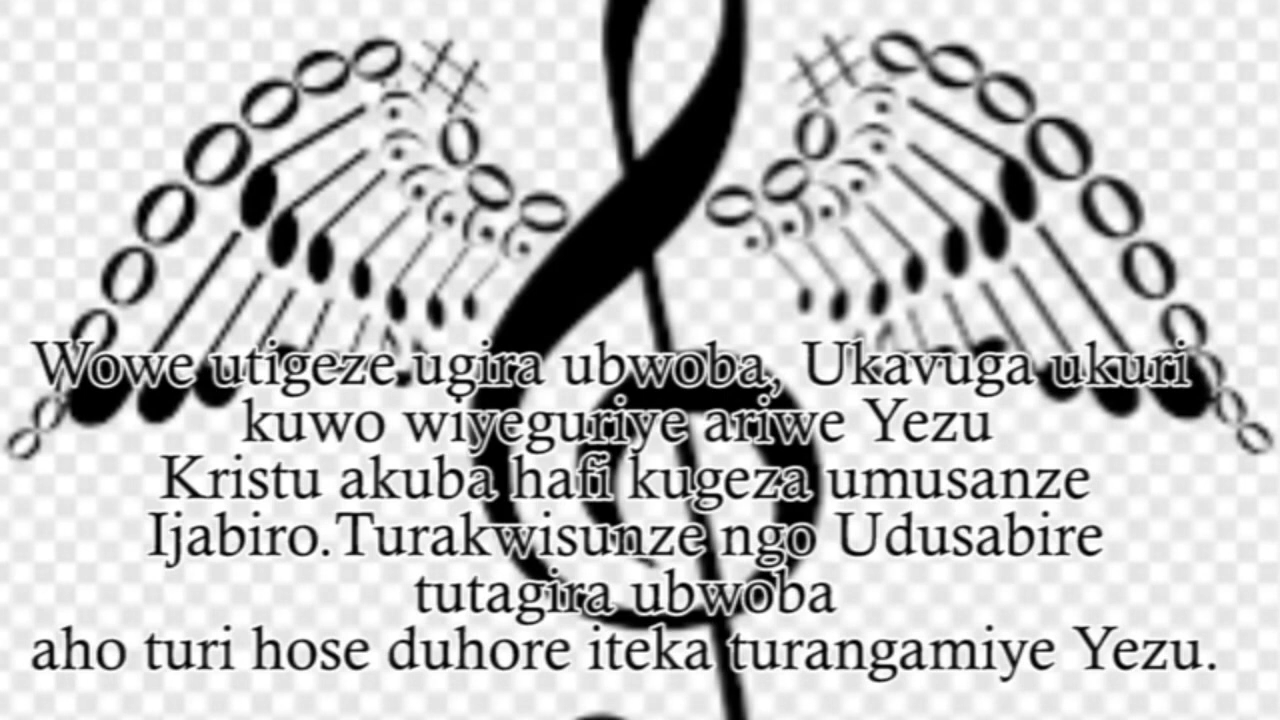 Wowe utigeze ugira ubwoba, Ukavuga ukuri
kuwo wiyeguriye ariwe Yezu
Kristu akuba hafi kugeza umusanze
Ijabiro.Turakwisunze ngo Udusabire
tutagira ubwoba
aho turi hose duhore iteka turangamiye Yezu.